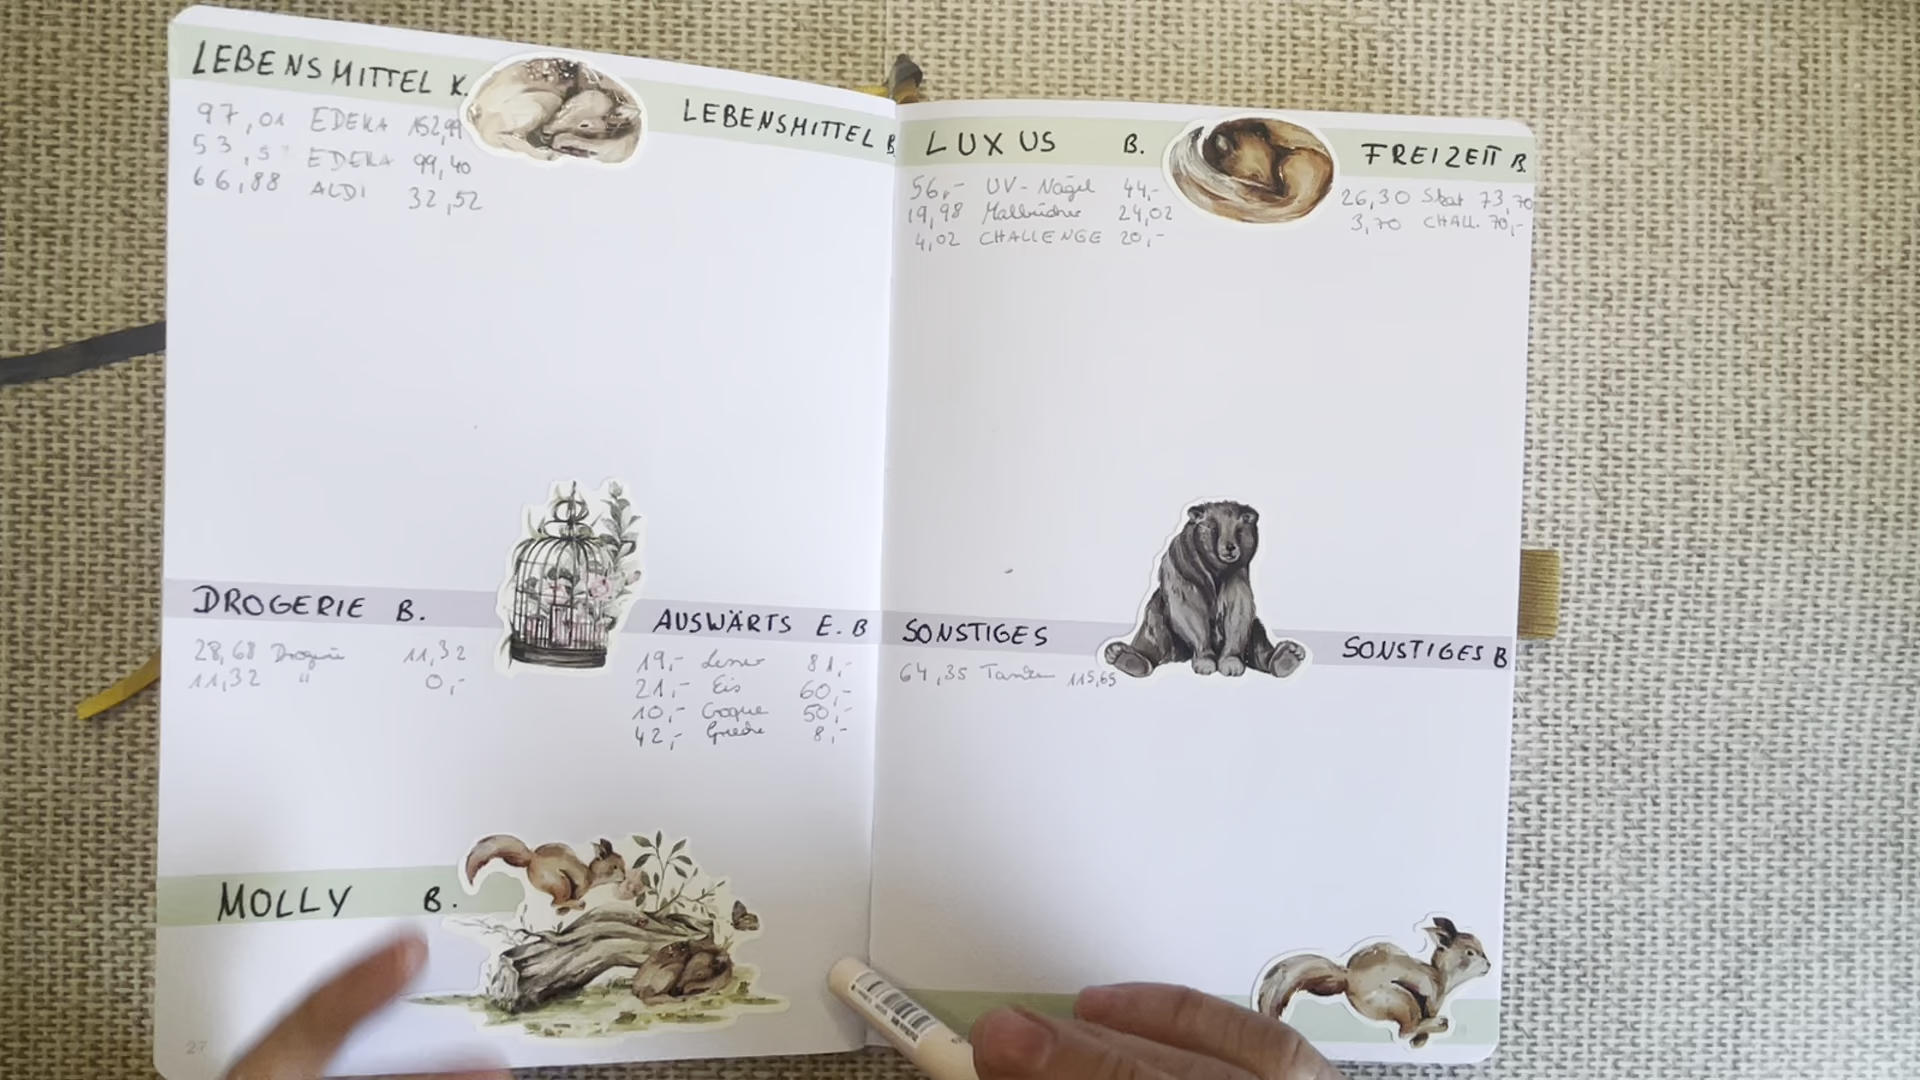 LEBENSMITTEL K.
97,01 EDEKA 152,99
53,5 EDEKA 99,40
66,88 ALDI 32,52
LEBENSMITTEL B
LUXUS B.
56,- UV-Nägel 44,-
19,98 Malbücher 24,02
4,02 CHALLENGE 20,-
FREIZEIT B.
26,30 Skat 73,70
3,70 CHALL. 70,-
DROGERIE B.
28,68 Drogerie 11,32
11,32 " 0,-
AUSWÄRTS E. B
19,- 81,-
21,- Eis 60,-
10,- Croque 50,-
42,- 8,-
SONSTIGES
64,35 Tanken 115,65
SONSTIGES B
MOLLY B.
27